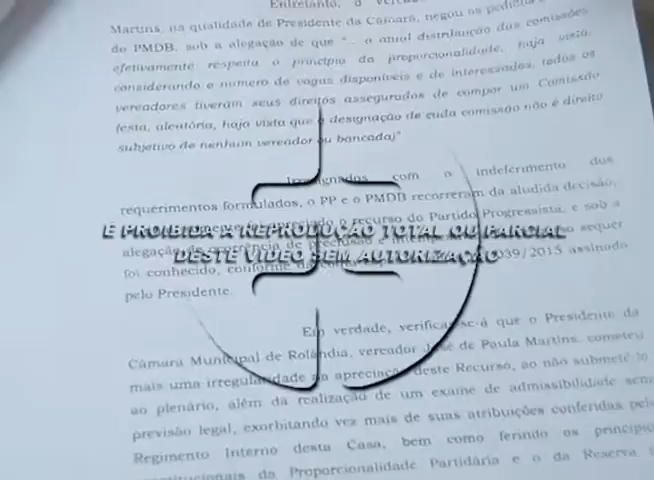 Entretanto, o
Martins, na qualidade de Presidente da Câmara, negou os
do PMDB, sob a alegação de que "... a atual distribuição das comissões
efetivamente respeita o princípio da proporcionalidade, haja vista,
considerando o número de vagas disponíveis e de interessados, todos os
vereadores tiveram seus direitos assegurados de compor um Comissão
festa, aleatória, haja vista que a designação de cada comissão não é direito
subjetivo de nenhum vereador ou bancada)"
com o indeferimento dos
requerimentos formulados, o PP e o PMDB recorreram da aludida decisão,
o recurso do Partido Progressista, e sob a
É PROIBIDA A REPRODUÇÃO TOTAL OU PARCIAL
alegação de ocorrência de preclusão e sequer
DESTE VÍDEO SEM AUTORIZAÇÃO
foi conhecido, conforme 039/2015 assinado
pelo Presidente.
Em verdade, verificar-se-á que o Presidente da
Câmara Municipal de Rolândia, vereador José de Paula Martins, cometeu
mais uma irregularidade na apreciação deste Recurso, ao não submetê-lo
ao plenário, além da realização de um exame de admissibilidade sem
previsão legal, exorbitando vez mais de suas atribuições conferidas pelo
Regimento Interno desta Casa, bem como ferindo os princípio
da Proporcionalidade Partidária e o da Reserva